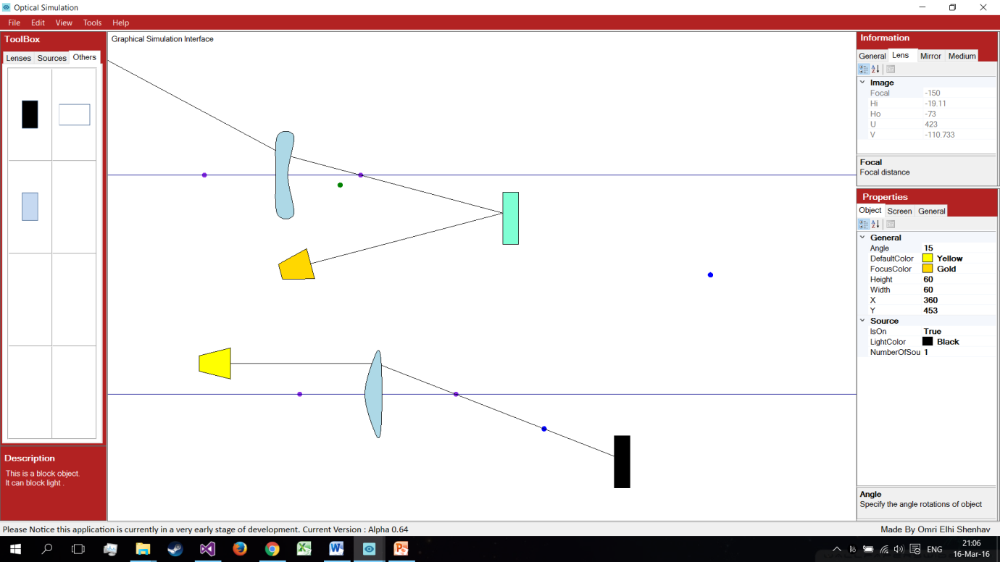 Optical Simulation
File Edit View Tools Help
ToolBox
Lenses Sources Others
Description
This is a block object.
It can block light .
Graphical Simulation Interface
Information
General Lens Mirror Medium
Image
Focal -150
Hi -19.11
Ho -73
U 423
V -110.733
Focal
Focal distance
Properties
Object Screen General
General
Angle 15
DefaultColor Yellow
FocusColor Gold
Height 60
Width 60
X 360
Y 453
Source
IsOn True
LightColor Black
NumberOfSou 1
Angle
Specify the angle rotations of object
Please Notice this application is currently in a very early stage of development. Current Version : Alpha 0.64
Made By Omri Elhi Shenhav
ENG
21:06
16-Mar-16